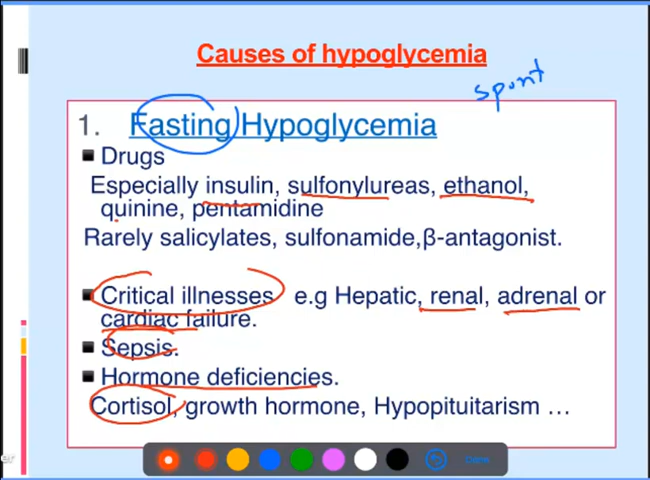 Causes of hypoglycemia
spont
1. Fasting Hypoglycemia
Drugs
Especially insulin, sulfonylureas, ethanol,
quinine, pentamidine
Rarely salicylates, sulfonamide,β-antagonist.
Critical illnesses e.g Hepatic, renal, adrenal or
cardiac failure.
Sepsis.
Hormone deficiencies.
Cortisol, growth hormone, Hypopituitarism …
er